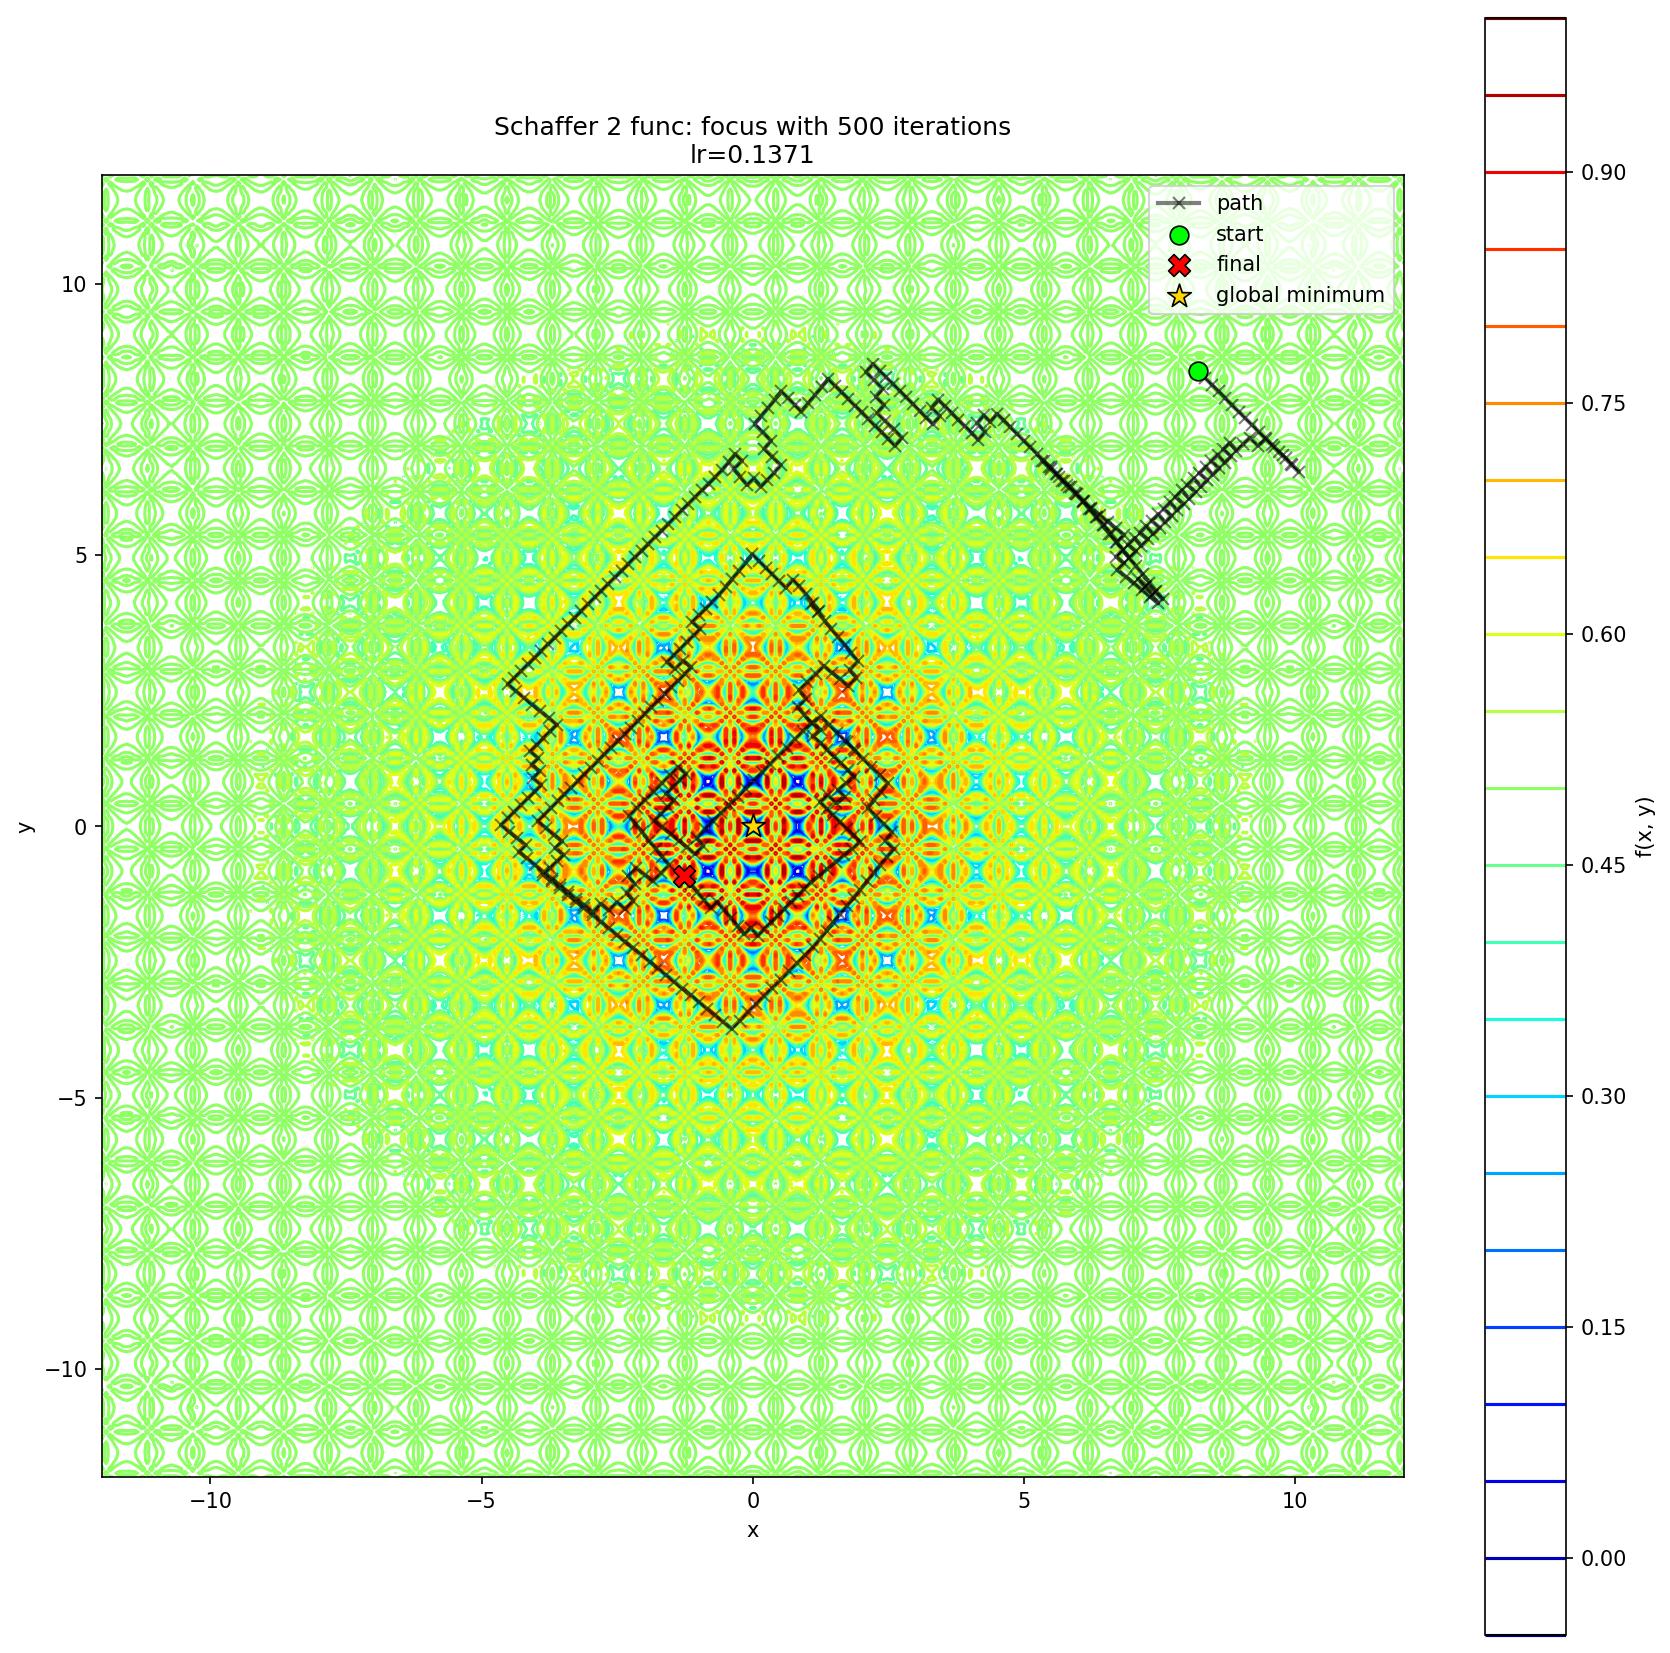 Schaffer 2 func: focus with 500 iterations
lr=0.1371
path
start
final
global minimum
10
5
0
−5
−10
y
−10
−5
0
5
10
x
0.90
0.75
0.60
0.45
0.30
0.15
0.00
f(x, y)